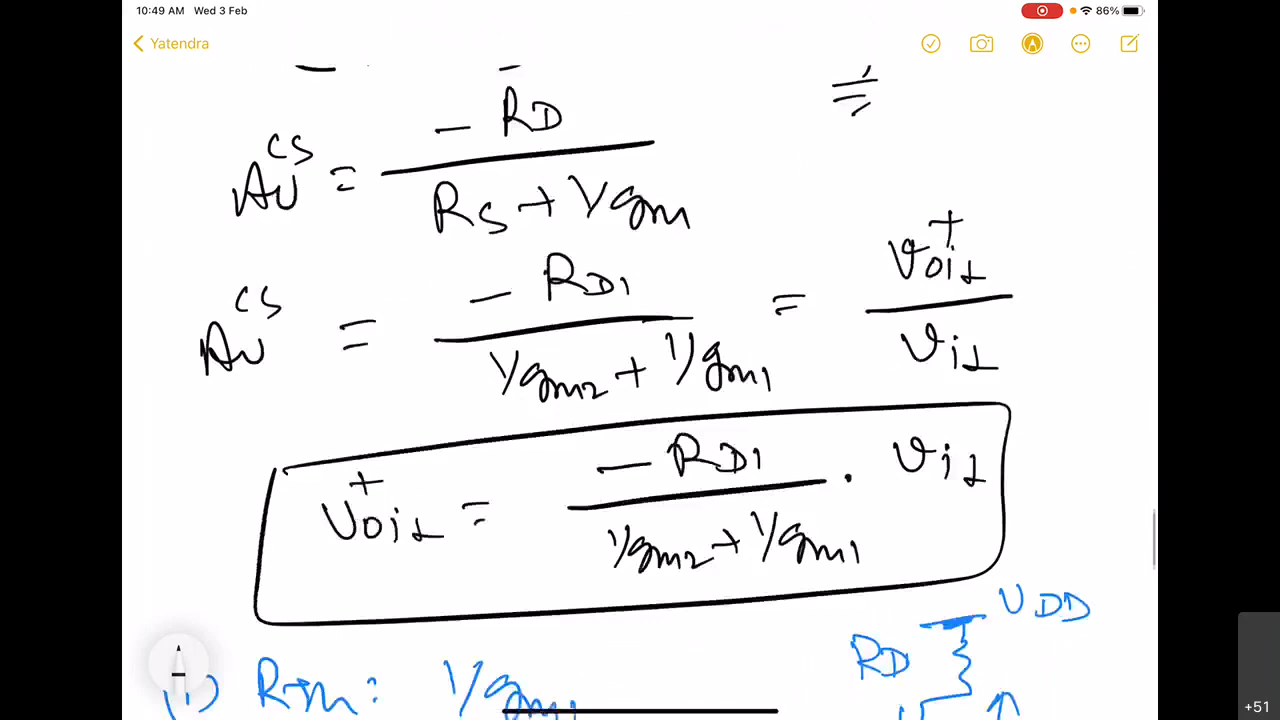 10:49 AM Wed 3 Feb 86%
Yatendra
Av^CS = -RD / (RS + 1/gm)
Av^CS = -RD1 / (1/gm2 + 1/gm1) = voi1^+ / vi1
voi1^+ = -RD1 / (1/gm2 + 1/gm1) . vi1
VDD
RD
(i) RTH: 1/gm1
+51